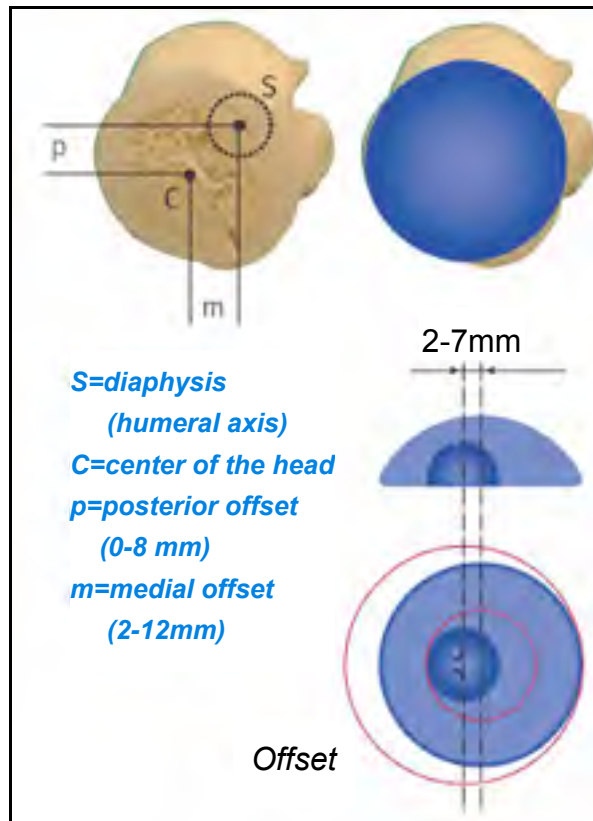 S
p
C
m
2-7mm
S=diaphysis
(humeral axis)
C=center of the head
p=posterior offset
(0-8 mm)
m=medial offset
(2-12mm)
Offset